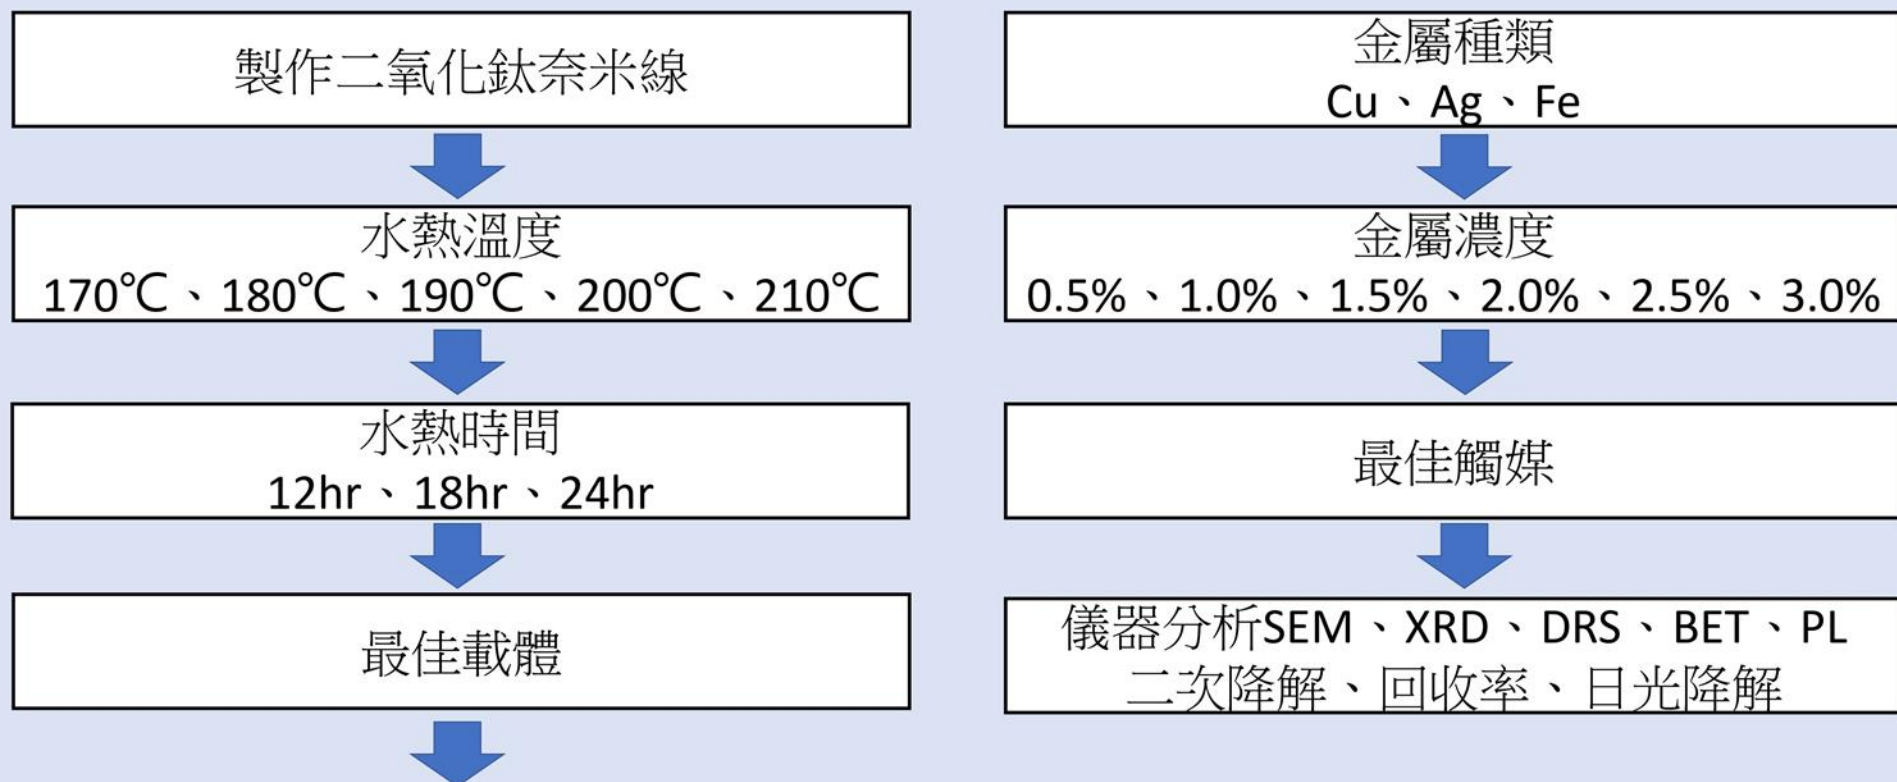 製作二氧化鈦奈米線
水熱溫度
170℃、180℃、190℃、200℃、210℃
水熱時間
12hr、18hr、24hr
最佳載體
金屬種類
Cu、Ag、Fe
金屬濃度
0.5%、1.0%、1.5%、2.0%、2.5%、3.0%
最佳觸媒
儀器分析SEM、XRD、DRS、BET、PL
二次降解、回收率、日光降解